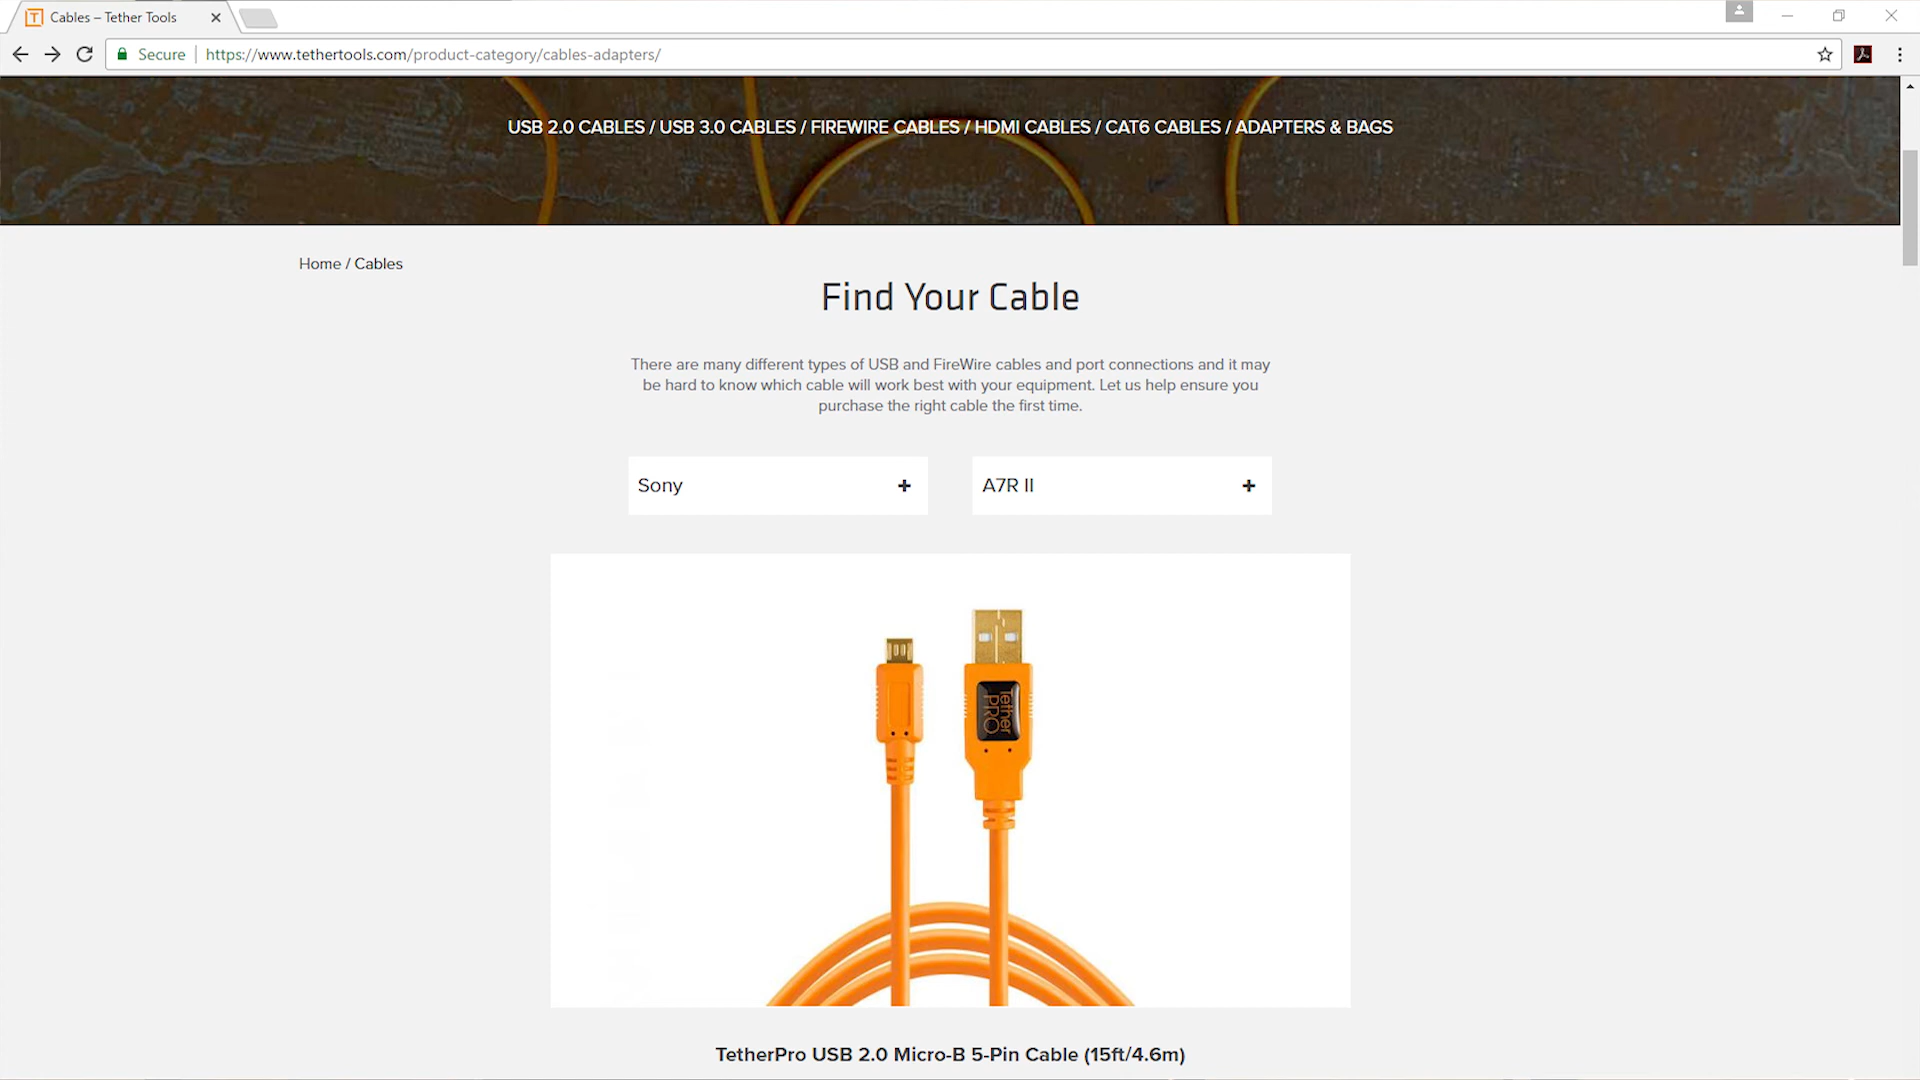 Cables – Tether Tools
Secure
https://www.tethertools.com/product-category/cables-adapters/
USB 2.0 CABLES / USB 3.0 CABLES / FIREWIRE CABLES / HDMI CABLES / CAT6 CABLES / ADAPTERS & BAGS
Home / Cables
Find Your Cable
There are many different types of USB and FireWire cables and port connections and it may
be hard to know which cable will work best with your equipment. Let us help ensure you
purchase the right cable the first time.
Sony +
A7R II +
Tether
PRO
TetherPro USB 2.0 Micro-B 5-Pin Cable (15ft/4.6m)